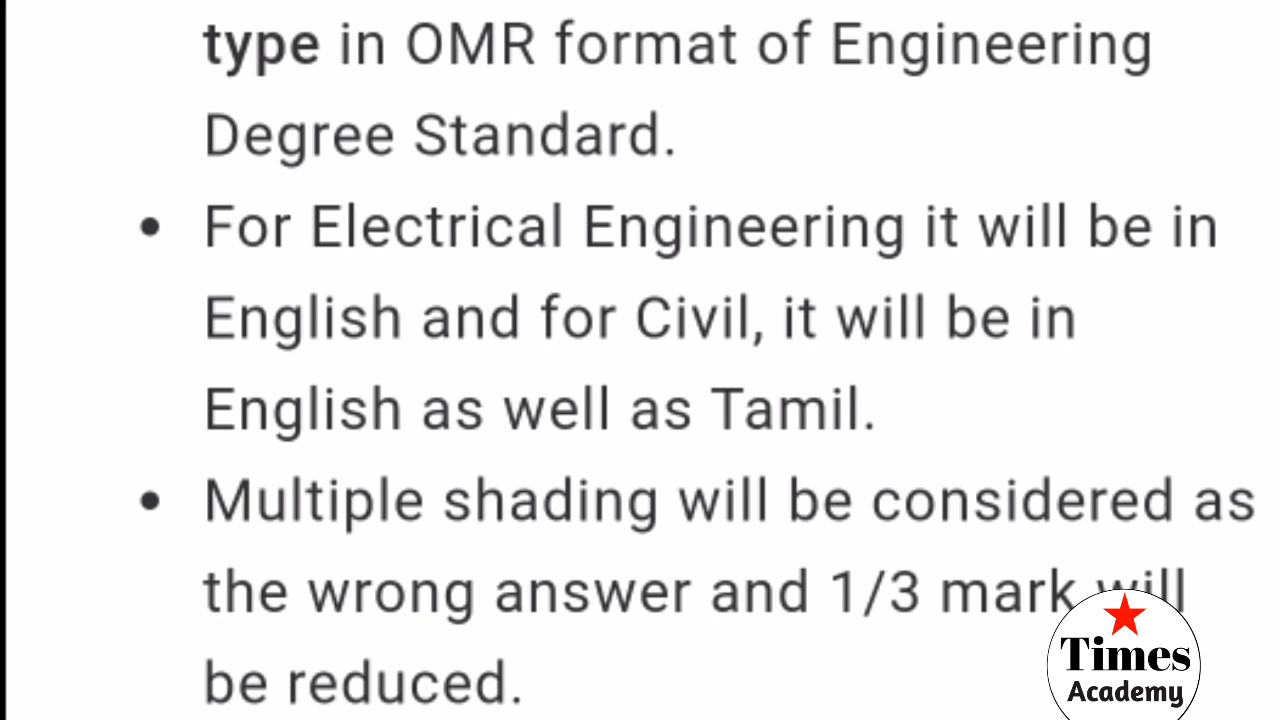 type in OMR format of Engineering
Degree Standard.
• For Electrical Engineering it will be in
English and for Civil, it will be in
English as well as Tamil.
• Multiple shading will be considered as
the wrong answer and 1/3 mark will
be reduced.
Times
Academy